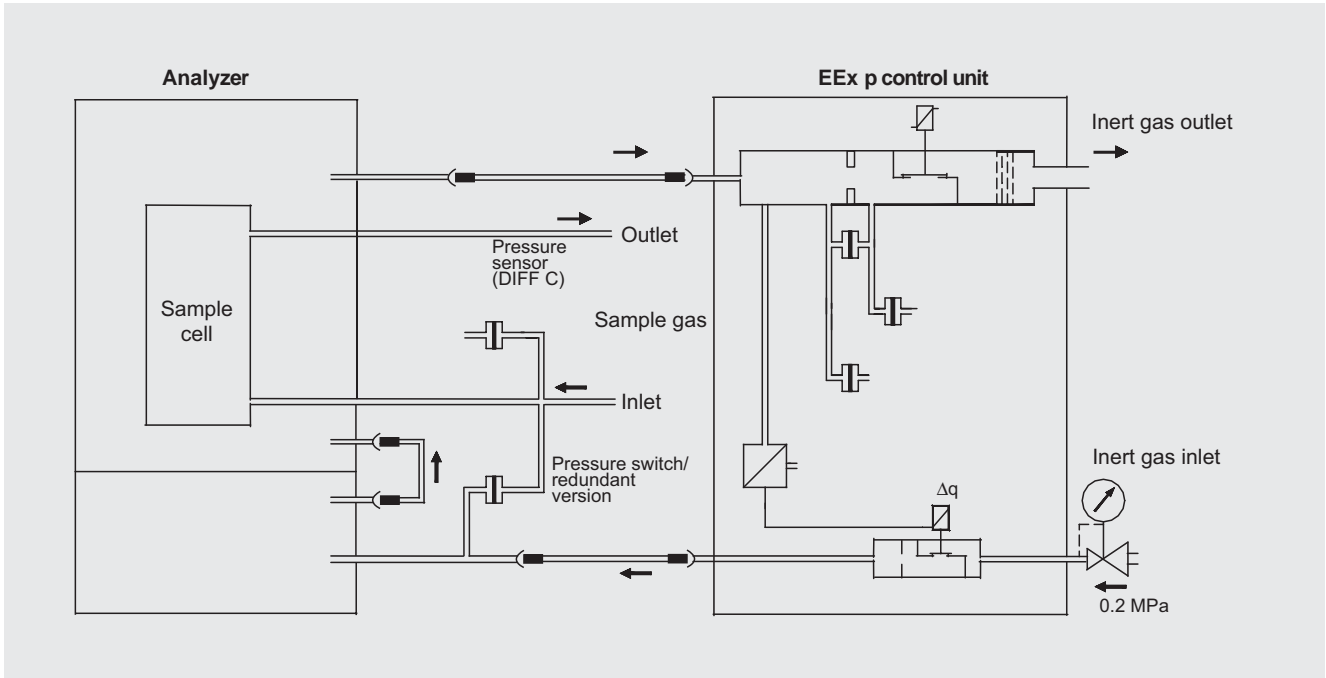 Analyzer
EEx p control unit
Inert gas outlet
Outlet
Pressure
sensor
(DIFF C)
Sample
cell
Sample gas
Inlet
Pressure switch/
redundant
version
Inert gas inlet
Δq
0.2 MPa